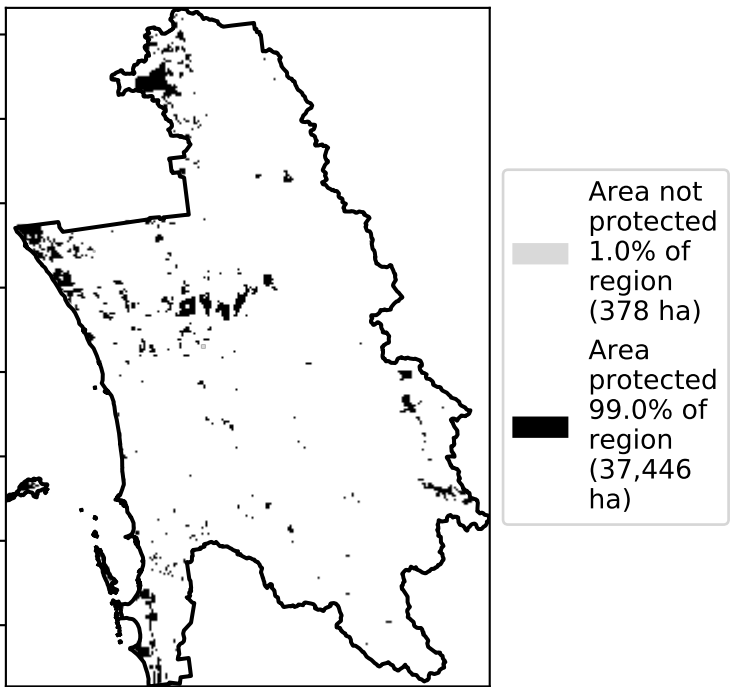 Area not
protected
1.0% of
region
(378 ha)
Area
protected
99.0% of
region
(37,446
ha)